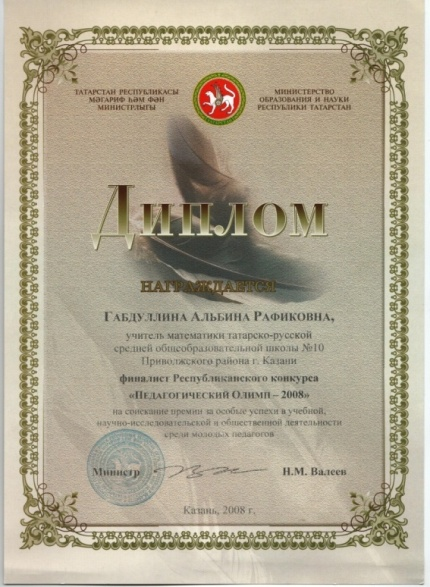 ТАТАРСТАН РЕСПУБЛИКАСЫ
МӘГАРИФ ҺӘМ ФӘН
МИНИСТРЛЫГЫ
МИНИСТЕРСТВО
ОБРАЗОВАНИЯ И НАУКИ
РЕСПУБЛИКИ ТАТАРСТАН
Диплом
НАГРАЖДАЕТСЯ
ГАБДУЛЛИНА АЛЬБИНА РАФИКОВНА,
учитель математики татарско-русской
средней общеобразовательной школы №10
Приволжского района г. Казани
финалист Республиканского конкурса
«ПЕДАГОГИЧЕСКИЙ ОЛИМП – 2008»
на соискание премии за особые успехи в учебной,
научно-исследовательской и общественной деятельности
среди молодых педагогов
Министр
Н.М. Валеев
Казань, 2008 г.